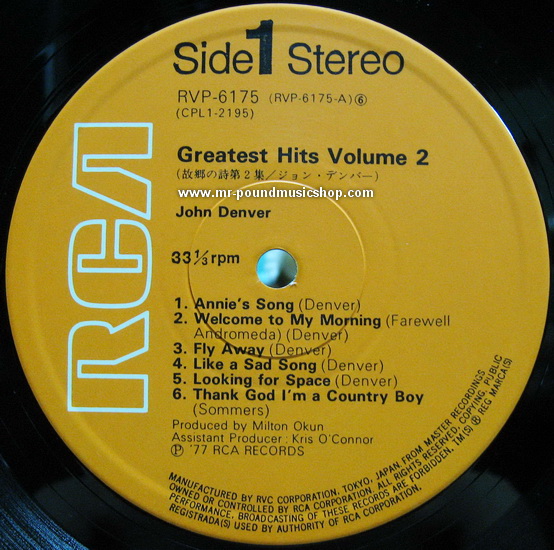 Side 1 Stereo
RVP-6175 (RVP-6175-A)⑥
(CPL1-2195)
RCA
Greatest Hits Volume 2
(故郷の詩第2集/ジョン・デンバー)
www.mr-poundmusicshop.com
John Denver
33⅓ rpm
1. Annie's Song (Denver)
2. Welcome to My Morning (Farewell
Andromeda) (Denver)
3. Fly Away (Denver)
4. Like a Sad Song (Denver)
5. Looking for Space (Denver)
6. Thank God I'm a Country Boy
(Sommers)
Produced by Milton Okun
Assistant Producer : Kris O'Connor
Ⓟ '77 RCA RECORDS
MANUFACTURED BY RVC CORPORATION, TOKYO, JAPAN. FROM MASTER RECORDINGS
OWNED OR CONTROLLED BY RCA CORPORATION. ALL RIGHTS RESERVED, COPYING, PUBLIC
PERFORMANCE, BROADCASTING OF THESE RECORDS ARE FORBIDDEN. TM(S) ® REG MARCA(S)
REGISTRADA(S) USED BY AUTHORITY OF RCA CORPORATION.